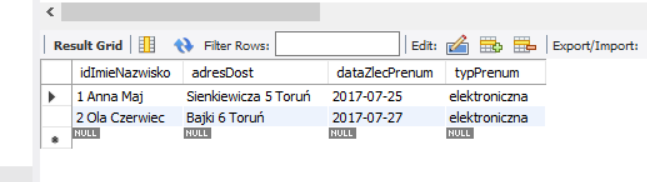 Result Grid Filter Rows: Edit: Export/Import:
idImieNazwisko adresDost dataZlecPrenum typPrenum
1 Anna Maj Sienkiewicza 5 Toruń 2017-07-25 elektroniczna
2 Ola Czerwiec Bajki 6 Toruń 2017-07-27 elektroniczna
NULL NULL NULL NULL